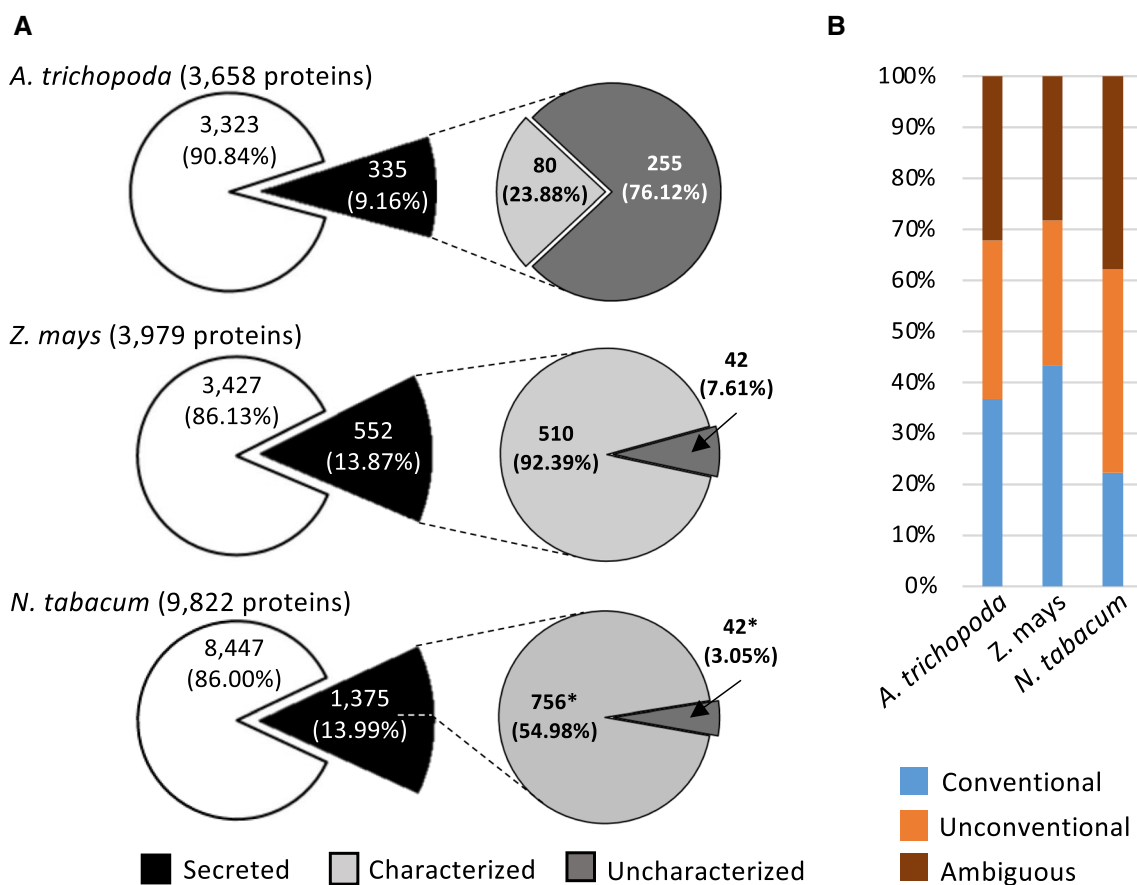 A
A. trichopoda (3,658 proteins)
3,323
(90.84%)
335
(9.16%)
80
(23.88%)
255
(76.12%)
Z. mays (3,979 proteins)
3,427
(86.13%)
552
(13.87%)
510
(92.39%)
42
(7.61%)
N. tabacum (9,822 proteins)
8,447
(86.00%)
1,375
(13.99%)
756*
(54.98%)
42*
(3.05%)
Secreted
Characterized
Uncharacterized
B
100%
90%
80%
70%
60%
50%
40%
30%
20%
10%
0%
A. trichopoda
Z. mays
N. tabacum
Conventional
Unconventional
Ambiguous